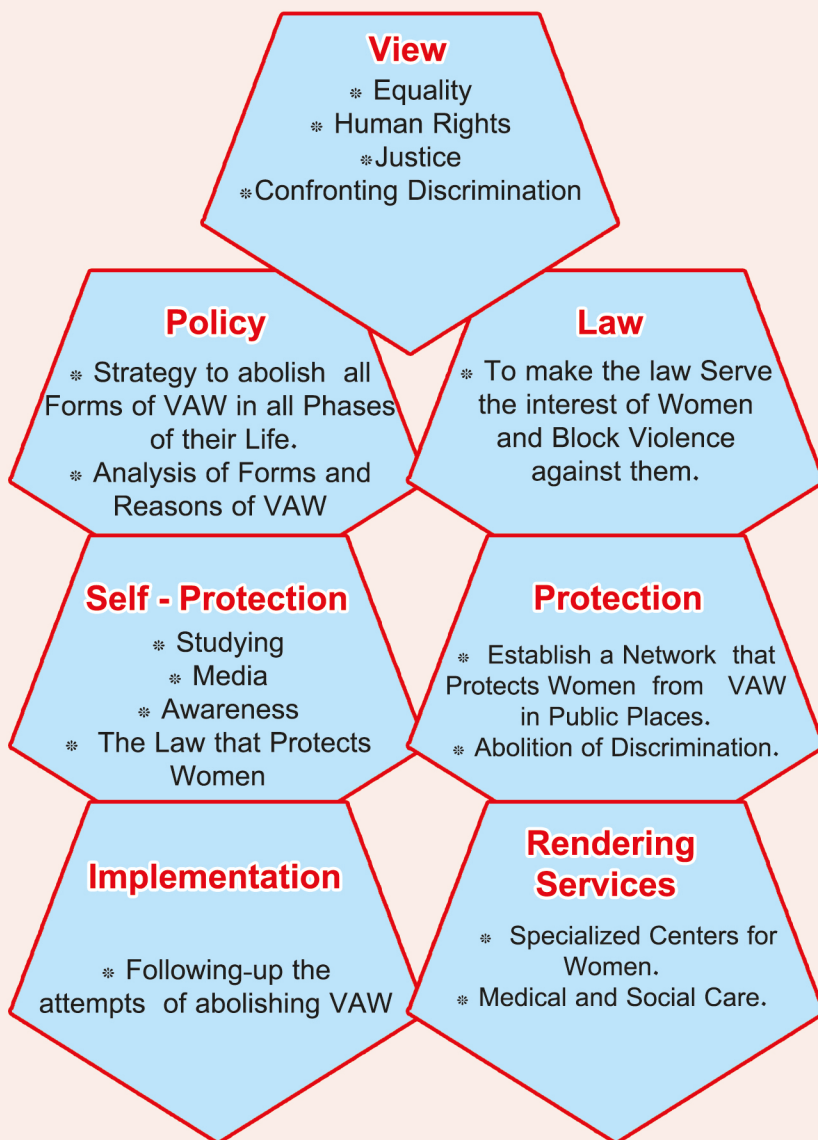 View
❊ Equality
❊ Human Rights
❊Justice
❊Confronting Discrimination
Policy
❊ Strategy to abolish all
Forms of VAW in all Phases
of their Life.
❊ Analysis of Forms and
Reasons of VAW
Law
❊ To make the law Serve
the interest of Women
and Block Violence
against them.
Self - Protection
❊ Studying
❊ Media
❊ Awareness
❊ The Law that Protects
Women
Protection
❊ Establish a Network that
Protects Women from VAW
in Public Places.
❊ Abolition of Discrimination.
Implementation
❊ Following-up the
attempts of abolishing VAW
Rendering
Services
❊ Specialized Centers for
Women.
❊ Medical and Social Care.